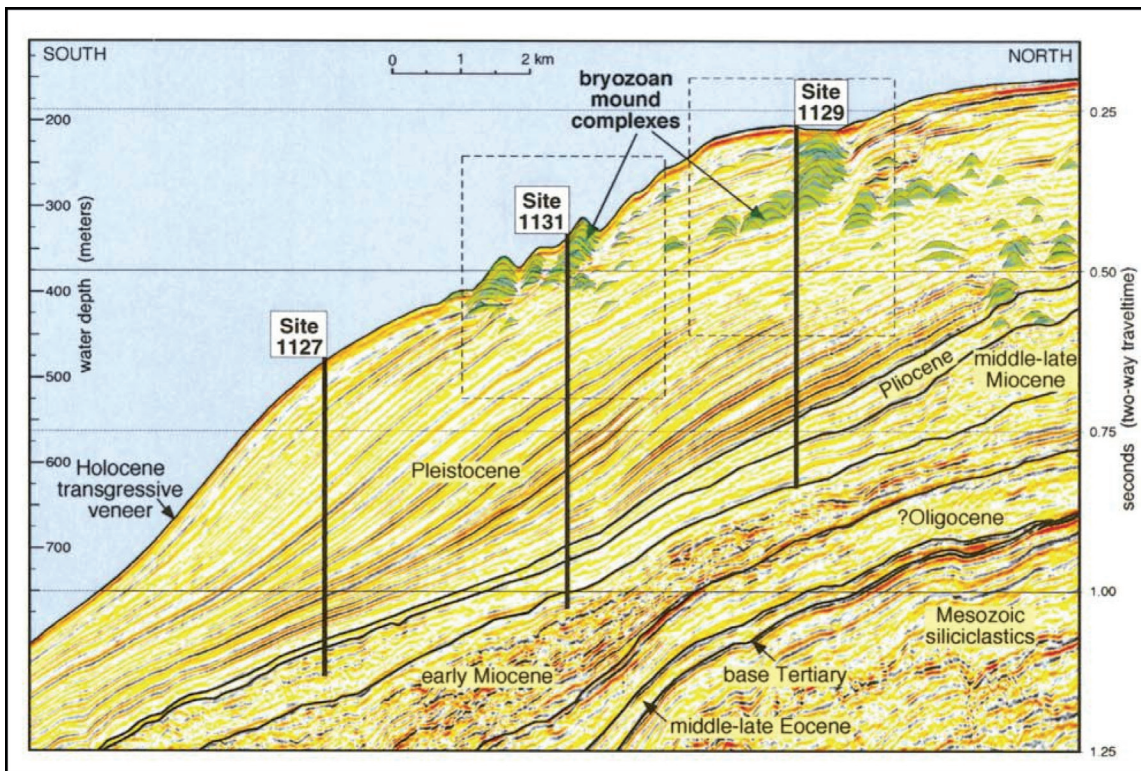 SOUTH
NORTH
0 1 2 km
bryozoan
mound
complexes
Site
1129
Site
1131
Site
1127
200
300
400
500
600
700
water depth (meters)
0.25
0.50
0.75
1.00
1.25
seconds (two-way traveltime)
Pliocene
middle-late
Miocene
Pleistocene
Holocene
transgressive
veneer
?Oligocene
Mesozoic
siliciclastics
early Miocene
base Tertiary
middle-late Eocene